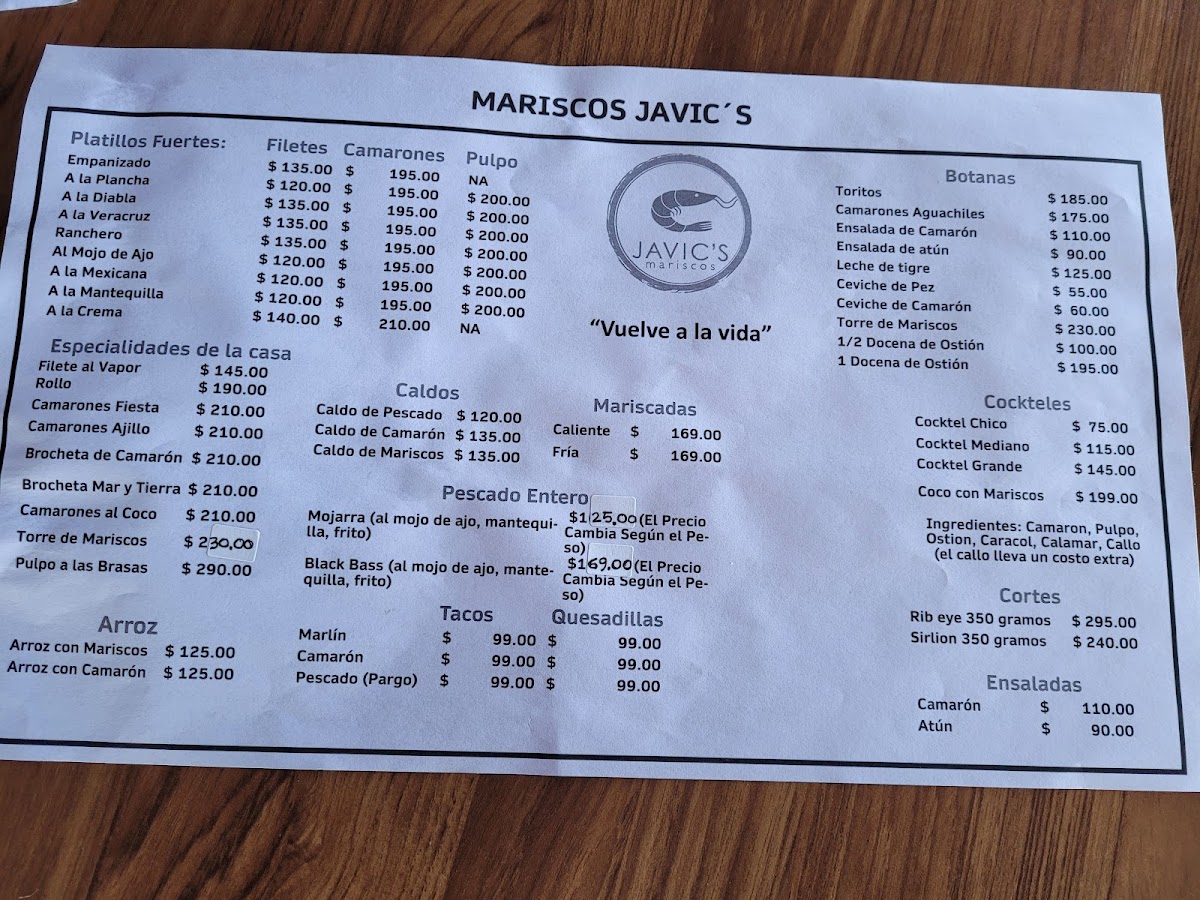 MARISCOS JAVIC´S
Platillos Fuertes: Filetes Camarones Pulpo
Empanizado $ 135.00 $ 195.00 NA
A la Plancha $ 120.00 $ 195.00 $ 200.00
A la Diabla $ 135.00 $ 195.00 $ 200.00
A la Veracruz $ 135.00 $ 195.00 $ 200.00
Ranchero $ 135.00 $ 195.00 $ 200.00
Al Mojo de Ajo $ 120.00 $ 195.00 $ 200.00
A la Mexicana $ 120.00 $ 195.00 $ 200.00
A la Mantequilla $ 120.00 $ 195.00 $ 200.00
A la Crema $ 140.00 $ 210.00 NA
Especialidades de la casa
Filete al Vapor $ 145.00
Rollo $ 190.00
Camarones Fiesta $ 210.00
Camarones Ajillo $ 210.00
Brocheta de Camarón $ 210.00
Brocheta Mar y Tierra $ 210.00
Camarones al Coco $ 210.00
Torre de Mariscos $ 230.00
Pulpo a las Brasas $ 290.00
Arroz
Arroz con Mariscos $ 125.00
Arroz con Camarón $ 125.00
JAVIC'S
mariscos
“Vuelve a la vida”
Caldos
Caldo de Pescado $ 120.00
Caldo de Camarón $ 135.00
Caldo de Mariscos $ 135.00
Mariscadas
Caliente $ 169.00
Fría $ 169.00
Pescado Entero
Mojarra (al mojo de ajo, mantequi- $125.00 (El Precio
lla, frito) Cambia Según el Pe-
so)
Black Bass (al mojo de ajo, mante- $169.00 (El Precio
quilla, frito) Cambia Según el Pe-
so)
Tacos Quesadillas
Marlín $ 99.00 $ 99.00
Camarón $ 99.00 $ 99.00
Pescado (Pargo) $ 99.00 $ 99.00
Botanas
Toritos $ 185.00
Camarones Aguachiles $ 175.00
Ensalada de Camarón $ 110.00
Ensalada de atún $ 90.00
Leche de tigre $ 125.00
Ceviche de Pez $ 55.00
Ceviche de Camarón $ 60.00
Torre de Mariscos $ 230.00
1/2 Docena de Ostión $ 100.00
1 Docena de Ostión $ 195.00
Cockteles
Cocktel Chico $ 75.00
Cocktel Mediano $ 115.00
Cocktel Grande $ 145.00
Coco con Mariscos $ 199.00
Ingredientes: Camaron, Pulpo,
Ostion, Caracol, Calamar, Callo
(el callo lleva un costo extra)
Cortes
Rib eye 350 gramos $ 295.00
Sirlion 350 gramos $ 240.00
Ensaladas
Camarón $ 110.00
Atún $ 90.00